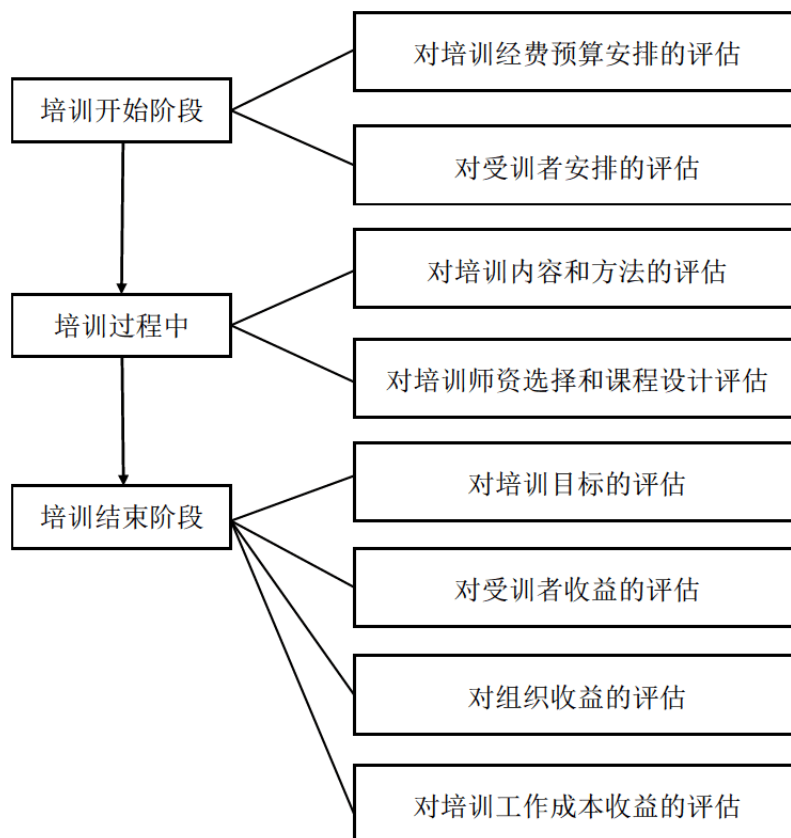 对培训经费预算安排的评估
培训开始阶段
对受训者安排的评估
对培训内容和方法的评估
培训过程中
对培训师资选择和课程设计评估
对培训目标的评估
培训结束阶段
对受训者收益的评估
对组织收益的评估
对培训工作成本收益的评估